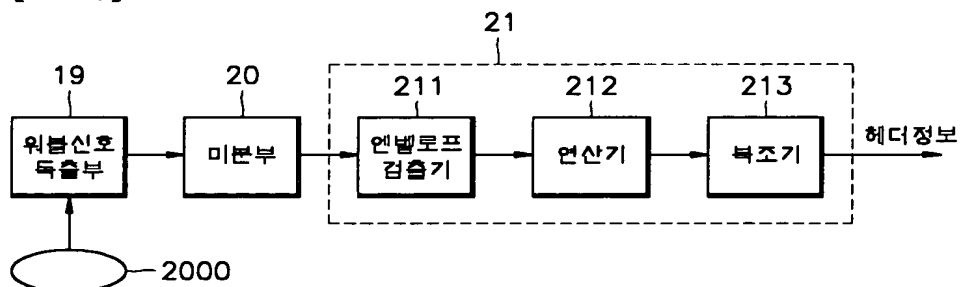 21
19
20
211
212
213
워블신호
독출부
미분부
엔벨로프
검출기
연산기
복조기
헤더정보
2000